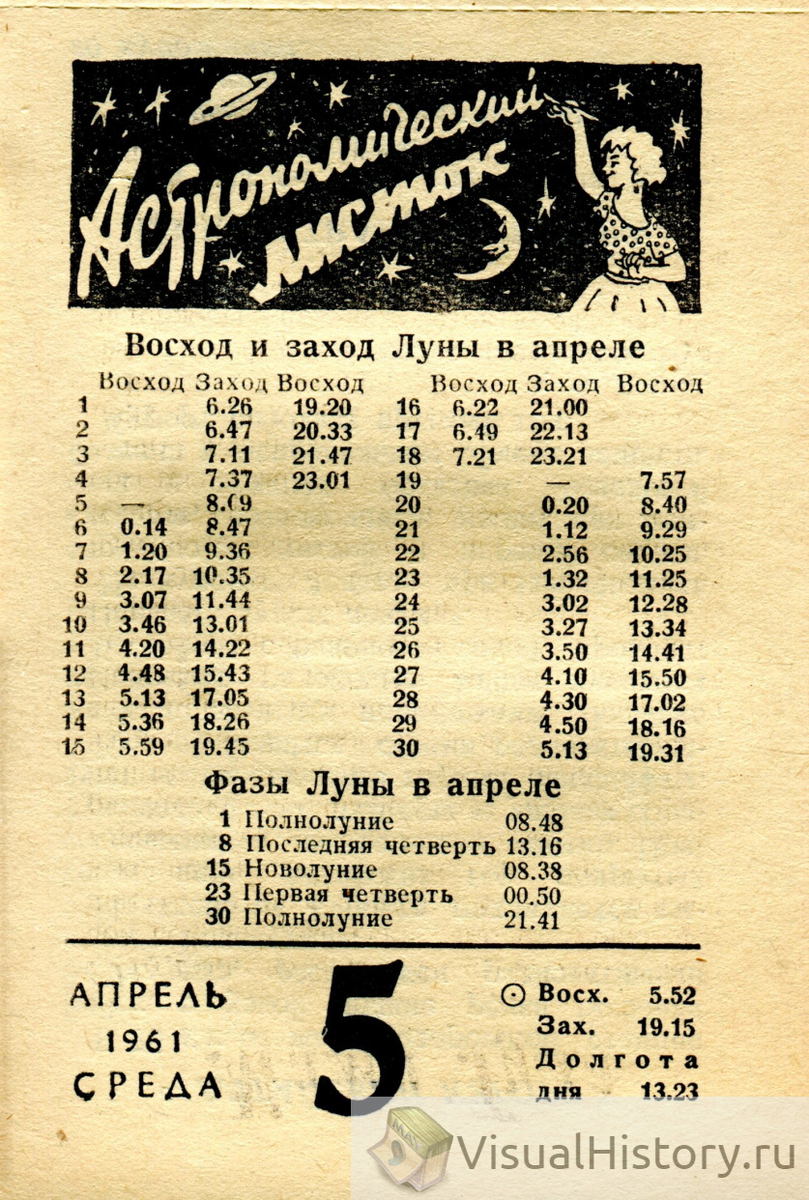 Астрономический
листок
Восход и заход Луны в апреле
Восход Заход Восход Восход Заход Восход
1 6.26 19.20 16 6.22 21.00
2 6.47 20.33 17 6.49 22.13
3 7.11 21.47 18 7.21 23.21
4 7.37 23.01 19 — 7.57
5 — 8.09 20 0.20 8.40
6 0.14 8.47 21 1.12 9.29
7 1.20 9.36 22 2.56 10.25
8 2.17 10.35 23 1.32 11.25
9 3.07 11.44 24 3.02 12.28
10 3.46 13.01 25 3.27 13.34
11 4.20 14.22 26 3.50 14.41
12 4.48 15.43 27 4.10 15.50
13 5.13 17.05 28 4.30 17.02
14 5.36 18.26 29 4.50 18.16
15 5.59 19.45 30 5.13 19.31
Фазы Луны в апреле
1 Полнолуние 08.48
8 Последняя четверть 13.16
15 Новолуние 08.38
23 Первая четверть 00.50
30 Полнолуние 21.41
АПРЕЛЬ
1961
СРЕДА
5
☉ Восх. 5.52
Зах. 19.15
Долгота
дня 13.23
VisualHistory.ru